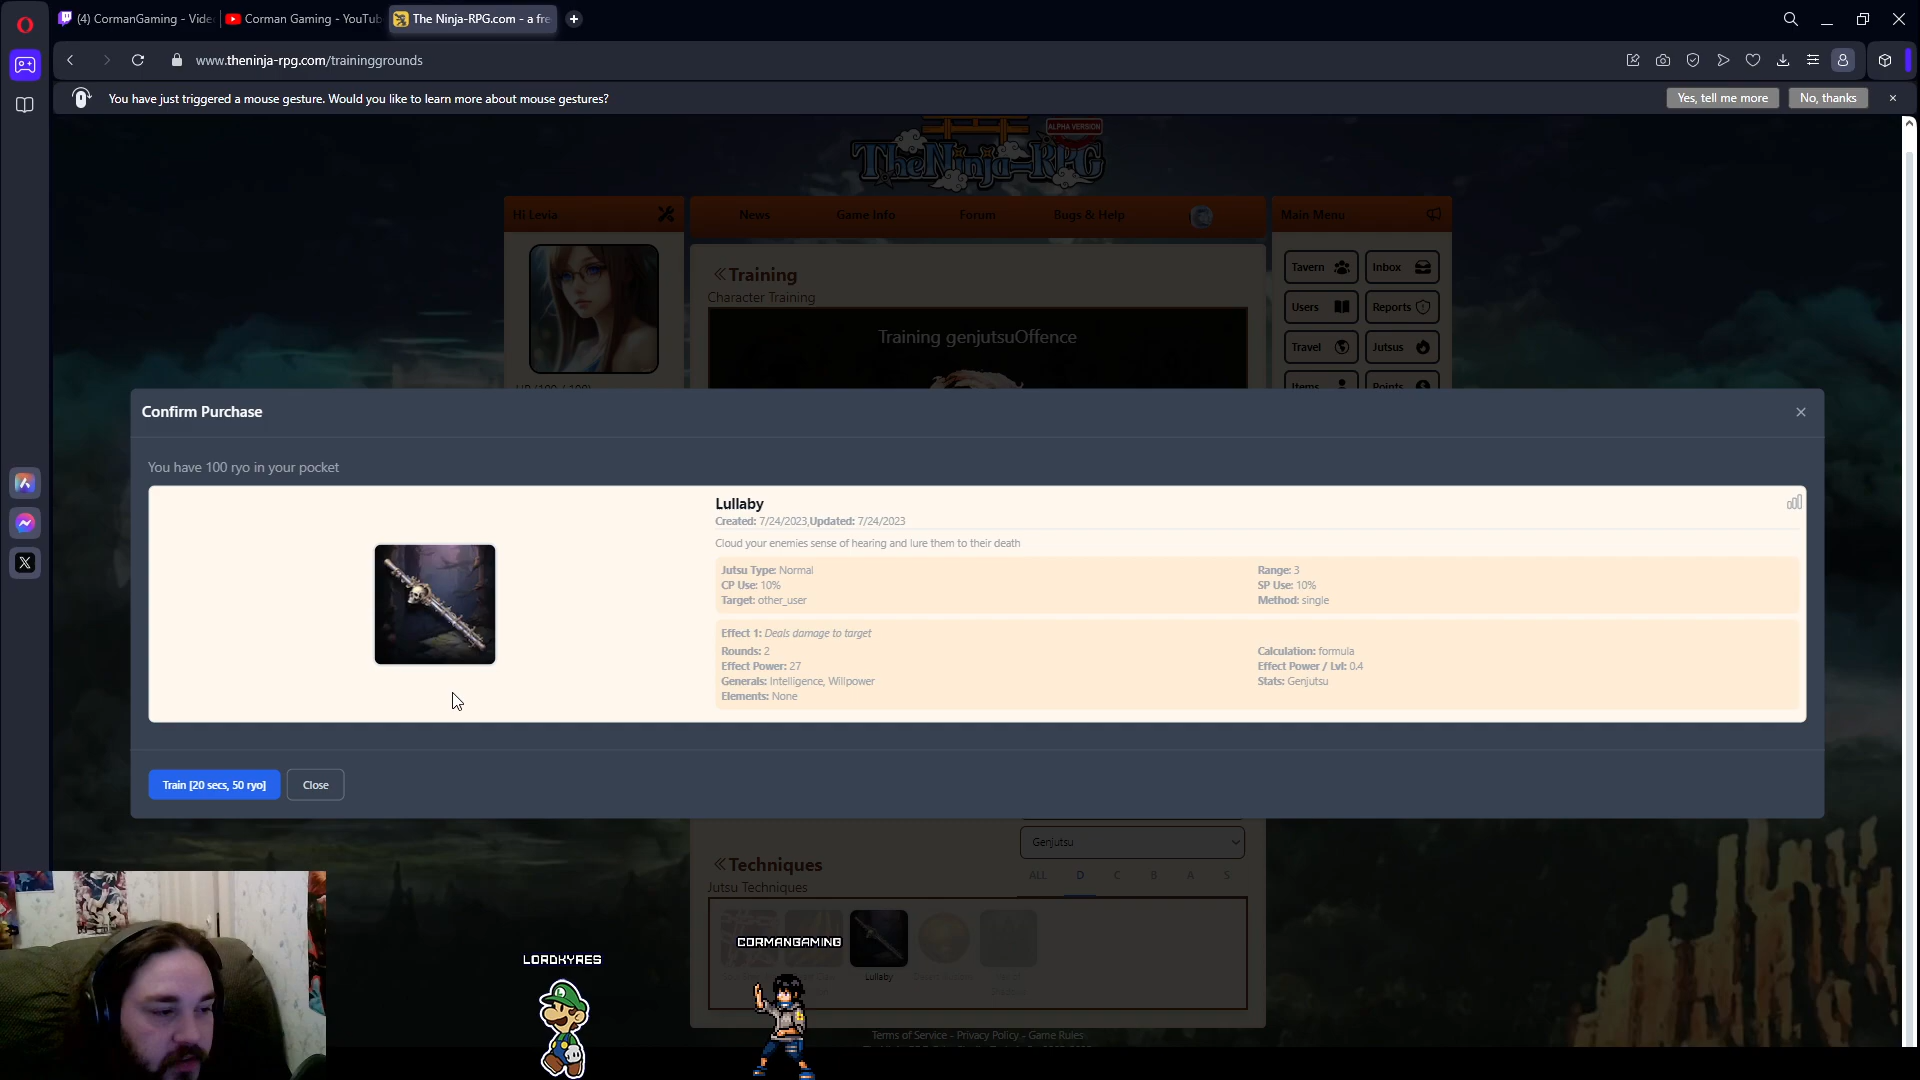 (4) CormanGaming - Vide
Corman Gaming - YouTub
The Ninja-RPG.com - a fre
www.theninja-rpg.com/traininggrounds
You have just triggered a mouse gesture. Would you like to learn more about mouse gestures?
Yes, tell me more
No, thanks
ALPHA VERSION
TheNinja-RPG
Hi Levia
News
Game Info
Forum
Bugs & Help
Main Menu
Training
Character Training
Training genjutsuOffence
Tavern
Inbox
Users
Reports
Travel
Jutsus
Items
Points
HP (100 / 100)
Confirm Purchase
You have 100 ryo in your pocket
Lullaby
Created: 7/24/2023,Updated: 7/24/2023
Cloud your enemies sense of hearing and lure them to their death
Jutsu Type: Normal
Range: 3
CP Use: 10%
SP Use: 10%
Target: other_user
Method: single
Effect 1: Deals damage to target
Rounds: 2
Calculation: formula
Effect Power: 27
Effect Power / Lvl: 0.4
Generals: Intelligence, Willpower
Stats: Genjutsu
Elements: None
Train [20 secs, 50 ryo]
Close
Genjutsu
Techniques
Jutsu Techniques
ALL
D
C
B
A
S
CORMANGAMING
Lullaby
LORDKYRES
Terms of Service - Privacy Policy - Game Rules